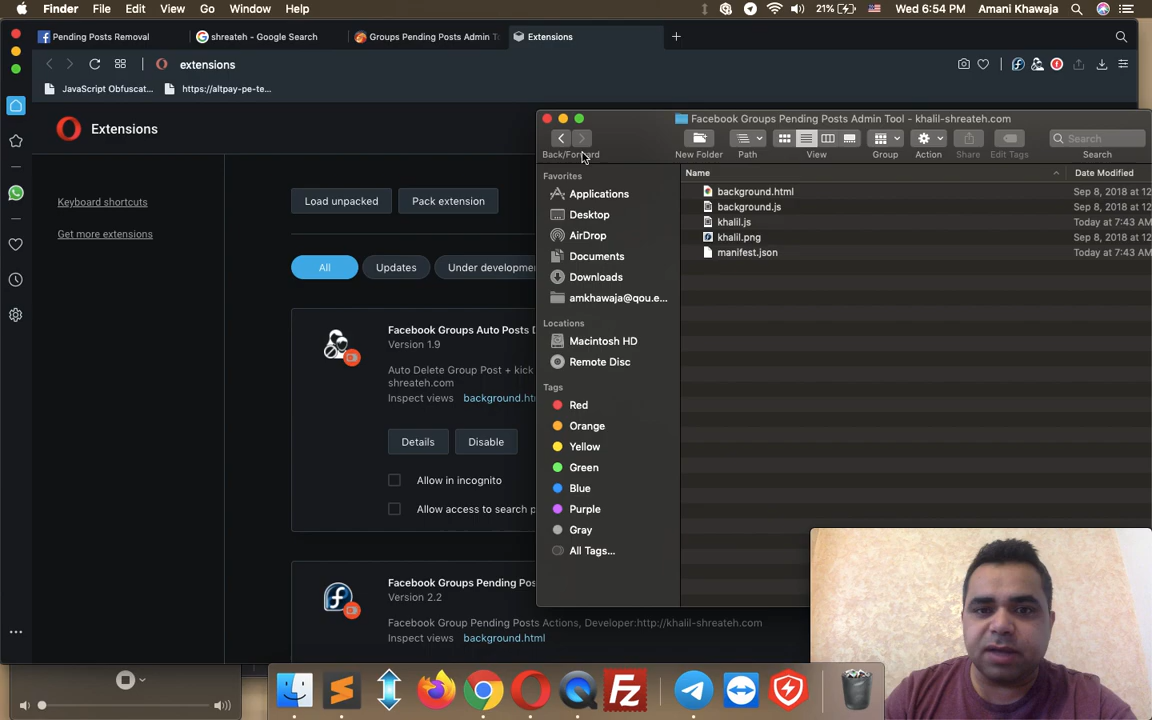 Finder File Edit View Go Window Help 21% Wed 6:54 PM Amani Khawaja
Pending Posts Removal shreateh - Google Search Groups Pending Posts Admin To Extensions
extensions
JavaScript Obfuscat... https://altpay-pe-te...
Extensions
Keyboard shortcuts
Get more extensions
Load unpacked Pack extension
All Updates Under developme
Facebook Groups Auto Posts D
Version 1.9
Auto Delete Group Post + kick
shreateh.com
Inspect views background.ht
Details Disable
Allow in incognito
Allow access to search p
Facebook Groups Pending Pos
Version 2.2
Facebook Groups Pending Posts Actions, Developer:http://khalil-shreateh.com
Inspect views background.html
Facebook Groups Pending Posts Admin Tool - khalil-shreateh.com
Search
Back/Forward New Folder Path View Group Action Share Edit Tags Search
Favorites
Applications
Desktop
AirDrop
Documents
Downloads
amkhawaja@qou.e...
Locations
Macintosh HD
Remote Disc
Tags
Red
Orange
Yellow
Green
Blue
Purple
Gray
All Tags...
Name Date Modified
background.html Sep 8, 2018 at 12
background.js Sep 8, 2018 at 12
khalil.js Today at 7:43 AM
khalil.png Sep 8, 2018 at 12
manifest.json Today at 7:43 AM
Fz